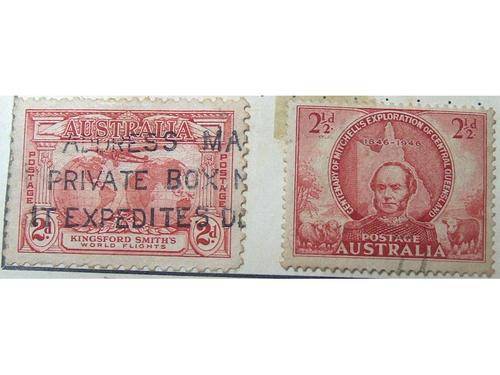 AUSTRALIA
ADDRESS MA
PRIVATE BOX N
IT EXPEDITES DE
POSTAGE
POSTAGE
2d. 2d.
KINGSFORD SMITH'S
WORLD FLIGHTS
2½d 2½d
CENTENARY OF MITCHELL'S EXPLORATION OF CENTRAL QUEENSLAND
1846-1946
POSTAGE
AUSTRALIA